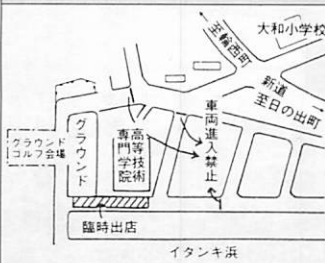 大和小学校
至輪西町
新道
至日の出町
車両進入禁止
高等技術
専門学院
グラウンド
グラウンド
ゴルフ会場
臨時出店
イタンキ浜